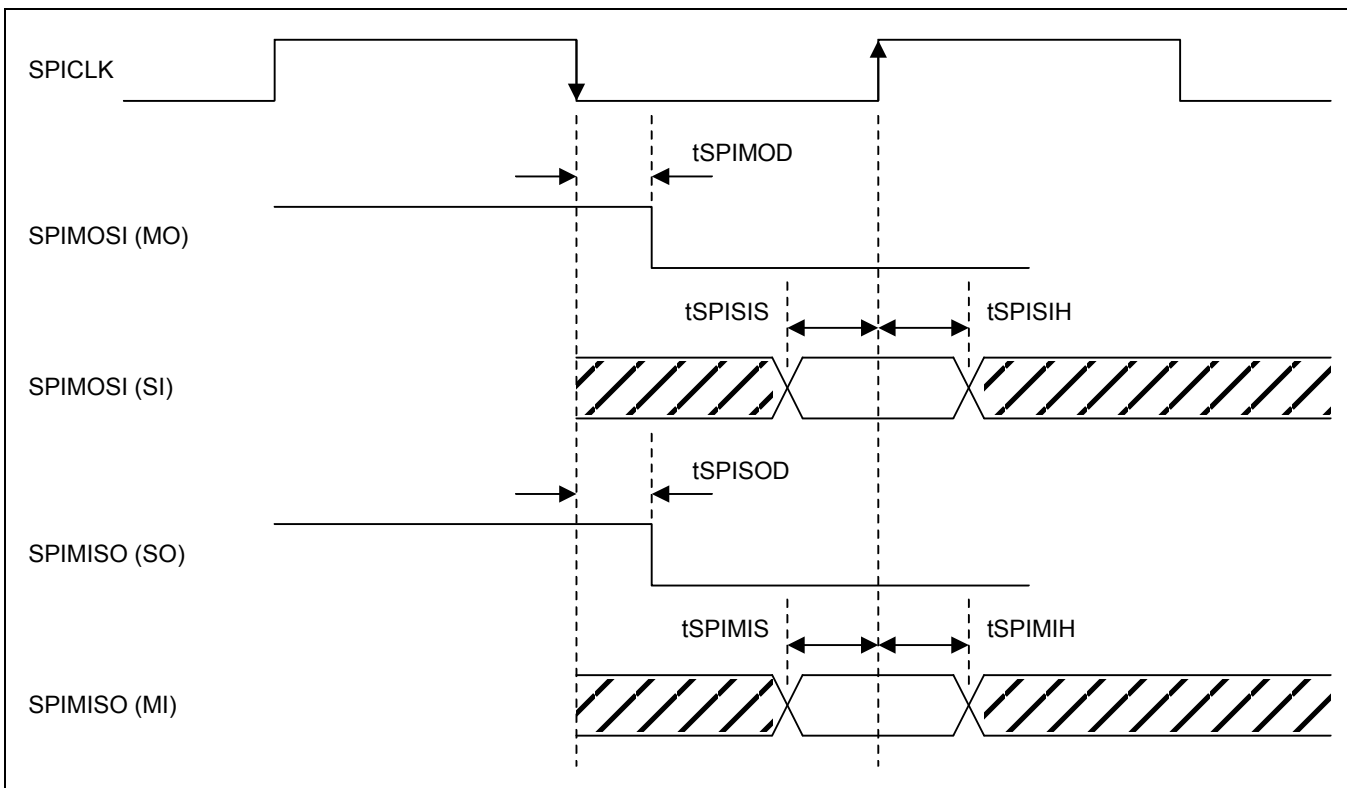 SPICLK
tSPIMOD
SPIMOSI (MO)
tSPISIS
tSPISIH
SPIMOSI (SI)
tSPISOD
SPIMISO (SO)
tSPIMIS
tSPIMIH
SPIMISO (MI)